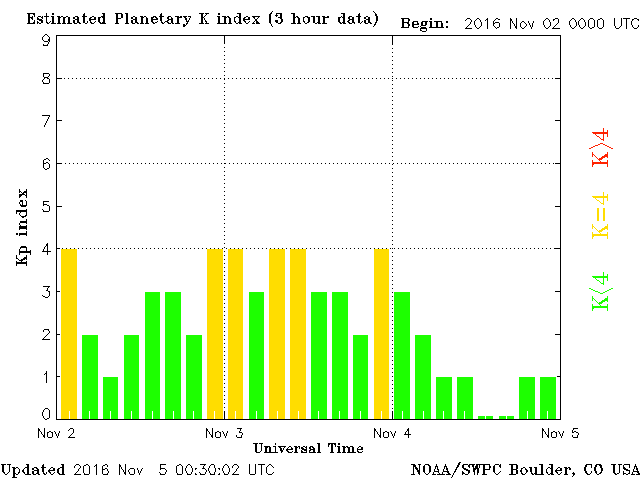 Estimated Planetary K index (3 hour data) Begin: 2016 Nov 02 0000 UTC
9
8
7
6
5
4
3
2
1
0
Kp index
K>4
K=4
K<4
Nov 2 Nov 3 Nov 4 Nov 5
Universal Time
Updated 2016 Nov 5 00:30:02 UTC NOAA/SWPC Boulder, CO USA